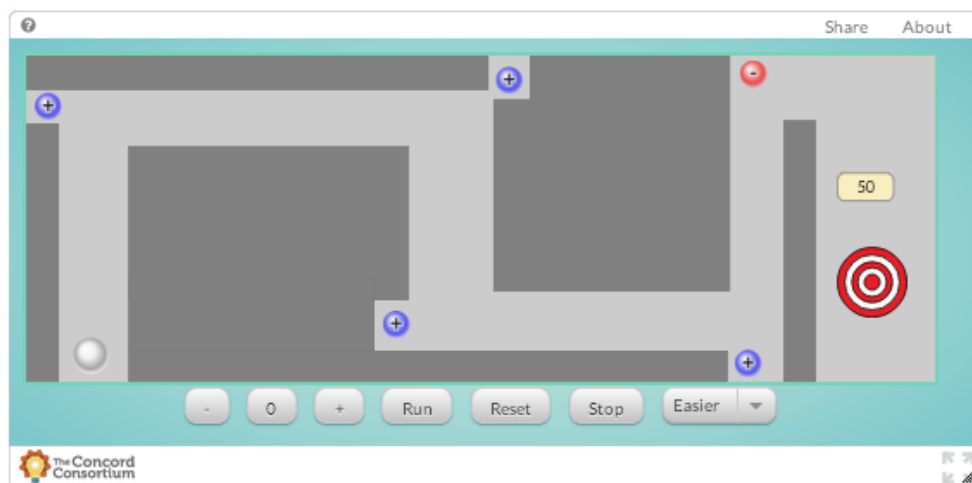 ?
Share About
+
-
+
50
+
+
- 0 + Run Reset Stop Easier
The Concord
Consortium